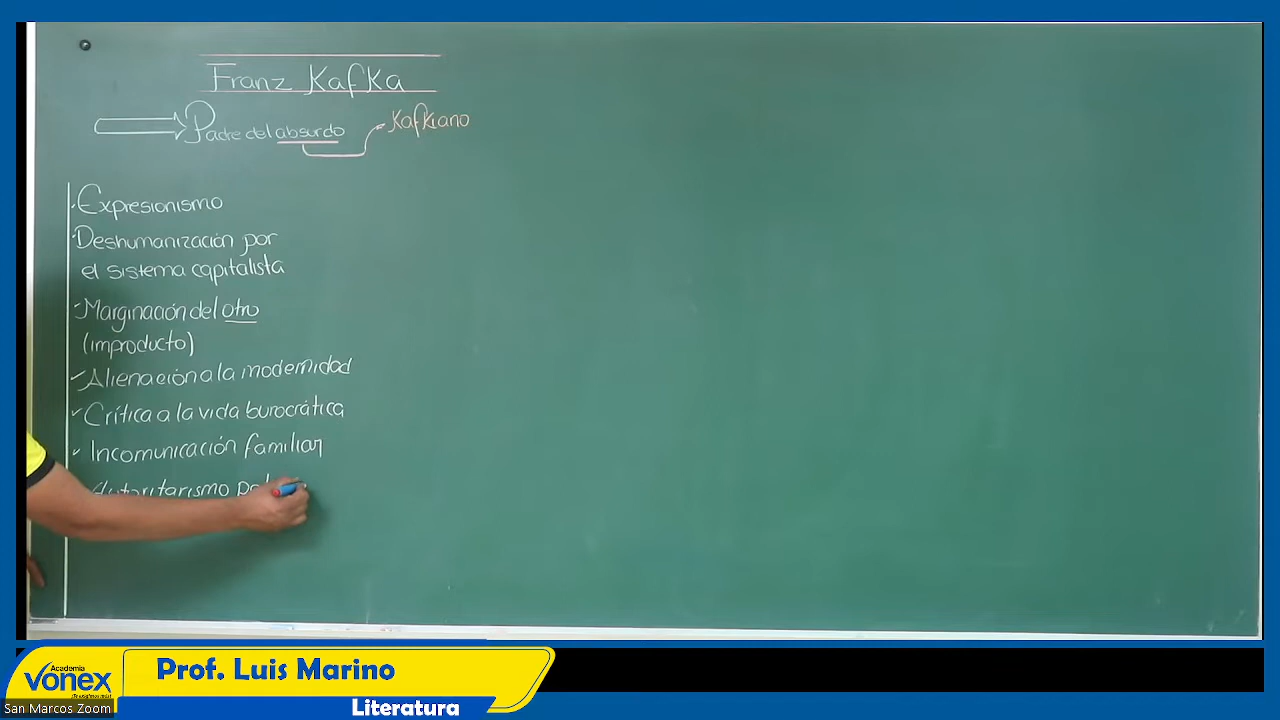 Franz Kafka
Padre del absurdo
Kafkiano
Expresionismo
Deshumanización por
el sistema capitalista
Marginación del otro
(improducto)
Alienación a la modernidad
Crítica a la vida burocrática
Incomunicación familiar
Autoritarismo
Academia
VONEX
Prof. Luis Marino
Literatura
San Marcos Zoom